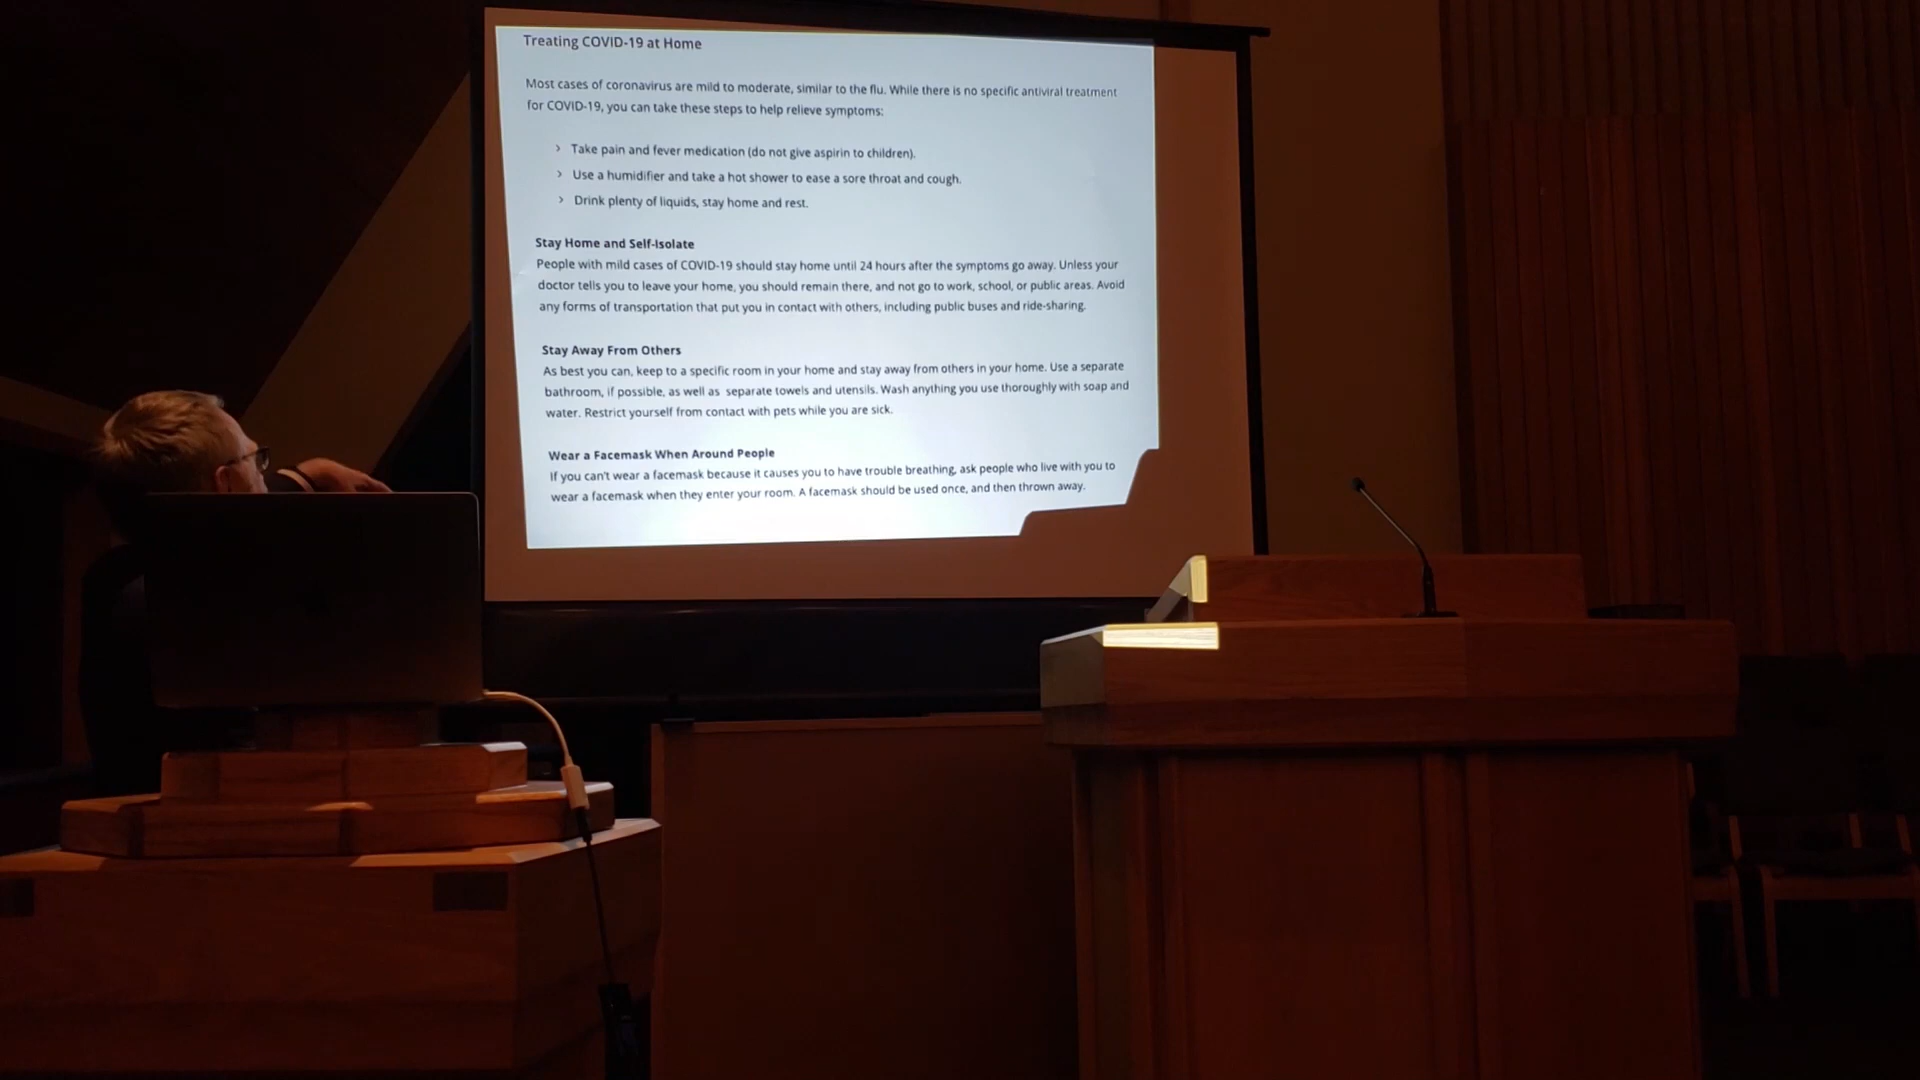 Treating COVID-19 at Home
Most cases of coronavirus are mild to moderate, similar to the flu. While there is no specific antiviral treatment
for COVID-19, you can take these steps to help relieve symptoms:
› Take pain and fever medication (do not give aspirin to children).
› Use a humidifier and take a hot shower to ease a sore throat and cough.
› Drink plenty of liquids, stay home and rest.
Stay Home and Self-Isolate
People with mild cases of COVID-19 should stay home until 24 hours after the symptoms go away. Unless your
doctor tells you to leave your home, you should remain there, and not go to work, school, or public areas. Avoid
any forms of transportation that put you in contact with others, including public buses and ride-sharing.
Stay Away From Others
As best you can, keep to a specific room in your home and stay away from others in your home. Use a separate
bathroom, if possible, as well as separate towels and utensils. Wash anything you use thoroughly with soap and
water. Restrict yourself from contact with pets while you are sick.
Wear a Facemask When Around People
If you can't wear a facemask because it causes you to have trouble breathing, ask people who live with you to
wear a facemask when they enter your room. A facemask should be used once, and then thrown away.